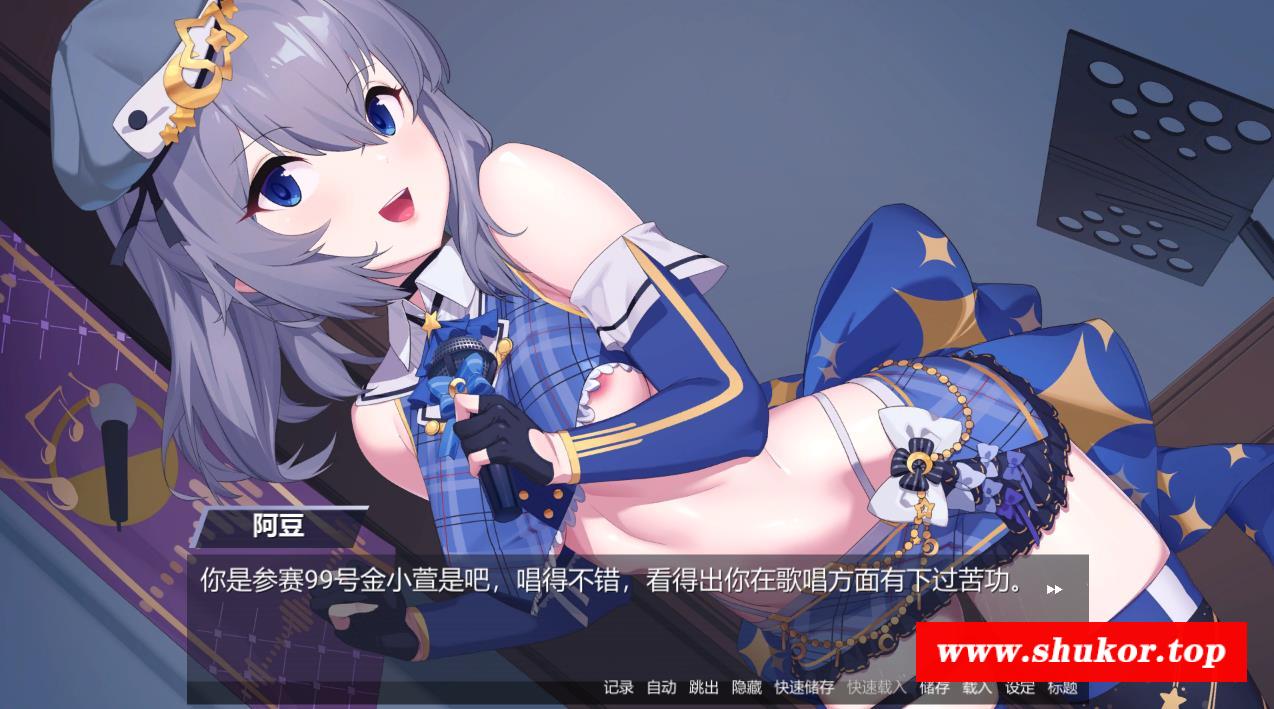 阿豆
你是参赛99号金小萱是吧，唱得不错，看得出你在歌唱方面有下过苦功。
www.shukor.top
记录 自动 跳出 隐藏 快速储存 快速载入 储存 载入 设定 标题